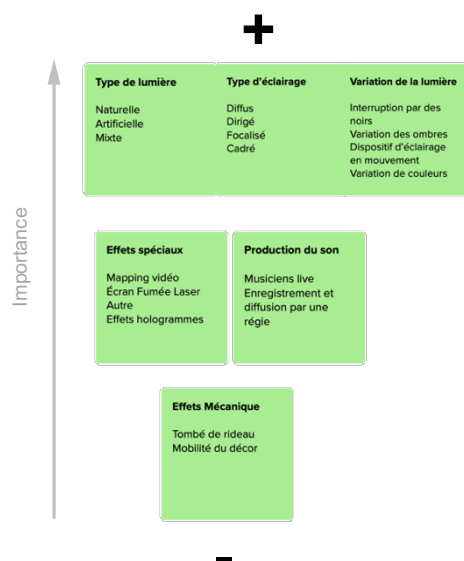 +
Importance
Type de lumière
Naturelle
Artificielle
Mixte
Type d'éclairage
Diffus
Dirigé
Focalisé
Cadré
Variation de la lumière
Interruption par des
noirs
Variation des ombres
Dispositif d'éclairage
en mouvement
Variation de couleurs
Effets spéciaux
Mapping vidéo
Écran Fumée Laser
Autre
Effets hologrammes
Production du son
Musiciens live
Enregistrement et
diffusion par une
régie
Effets Mécanique
Tombé de rideau
Mobilité du décor
-